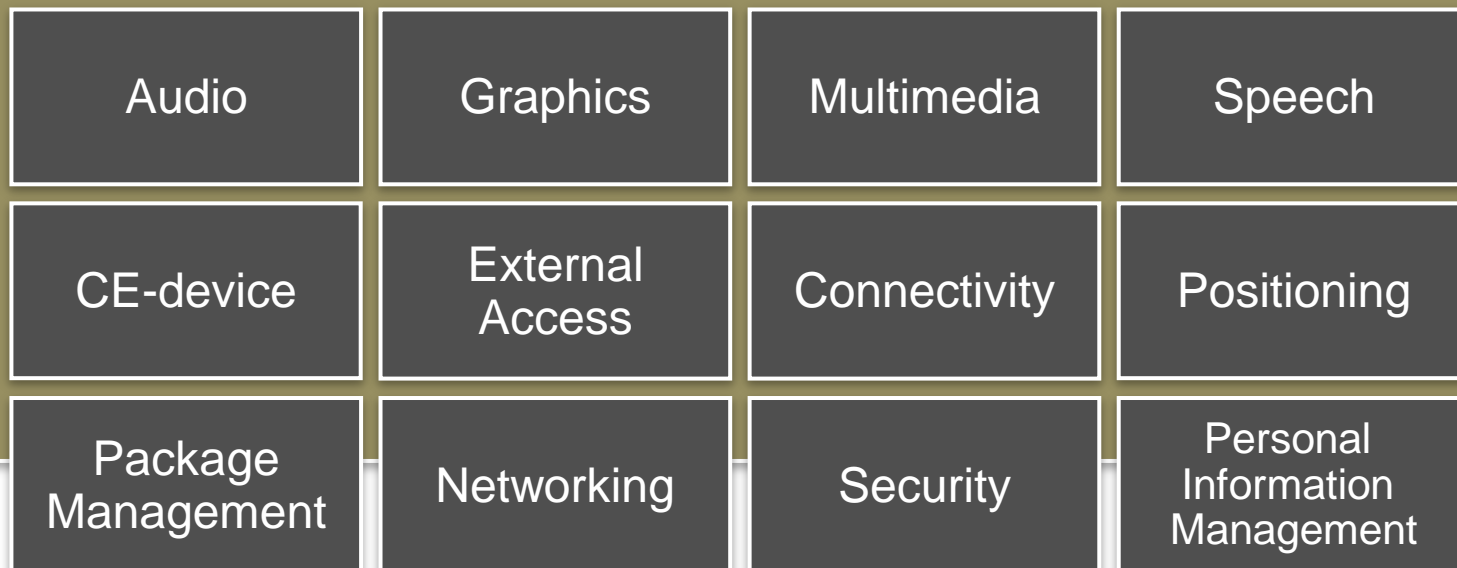 Audio
Graphics
Multimedia
Speech
CE-device
External
Access
Connectivity
Positioning
Package
Management
Networking
Security
Personal
Information
Management